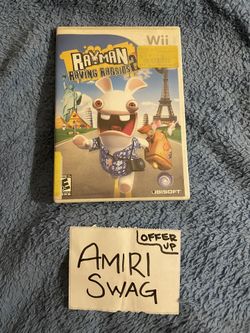 Wii
RAYMAN
RAVING RABBIDS 2
E
UBISOFT
OFFER
UP
AMIRI
SWAG